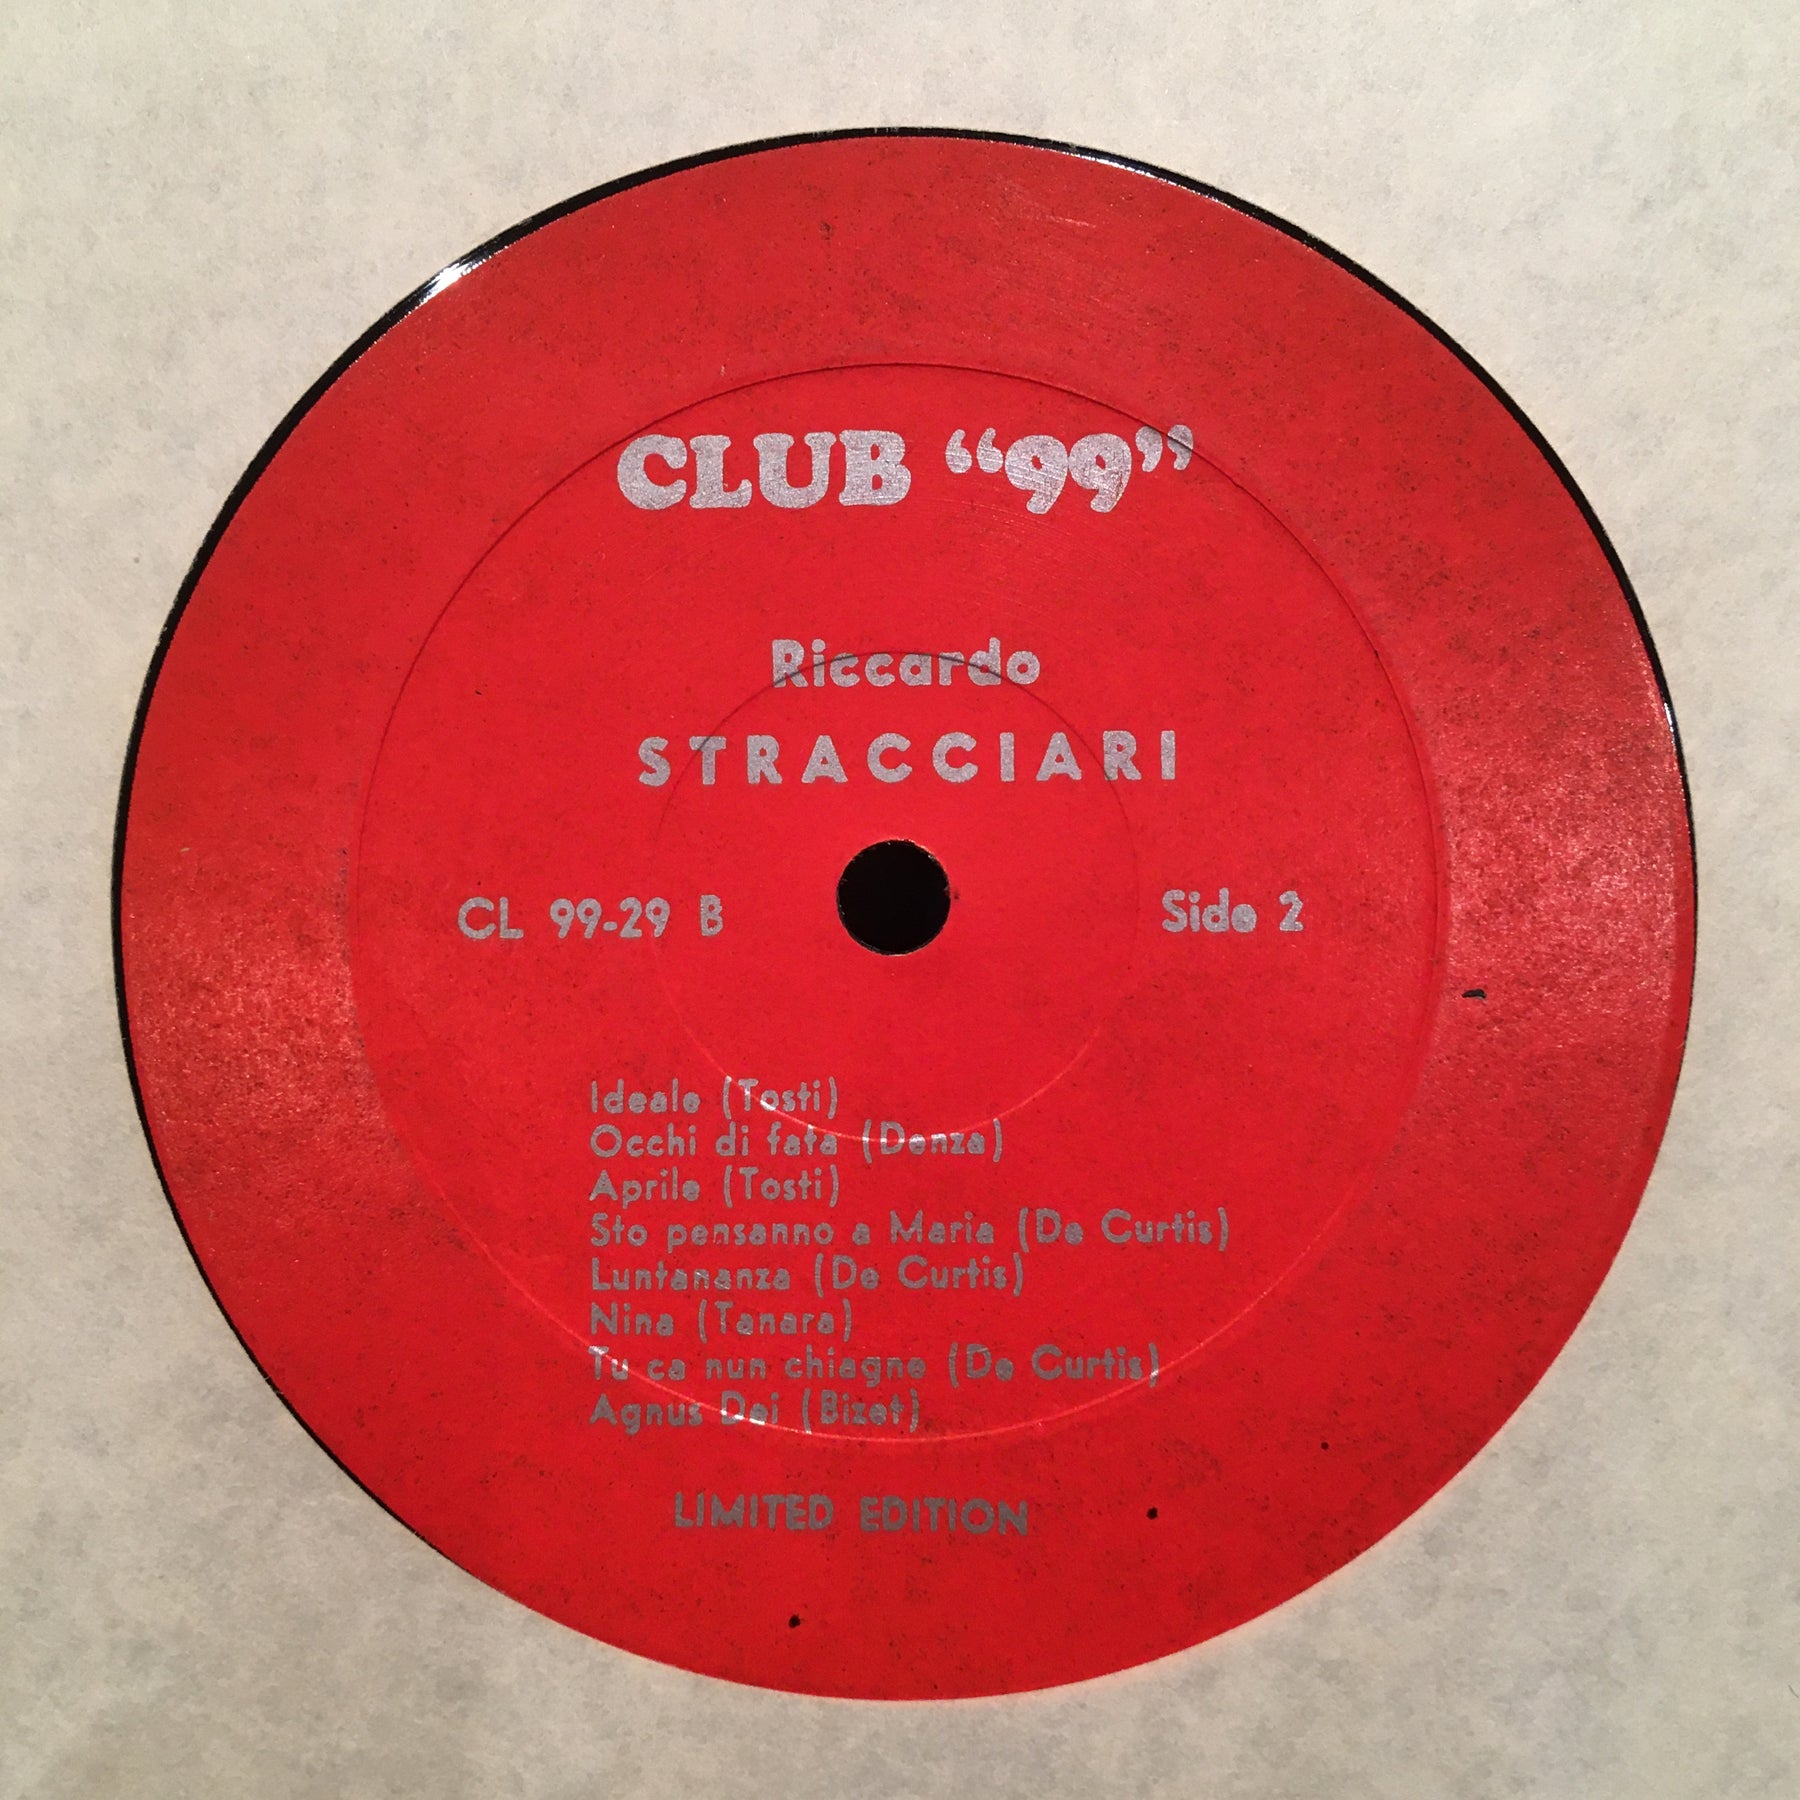 CLUB “99”
Riccardo
STRACCIARI
CL 99-29 B
Side 2
Ideale (Tosti)
Occhi di fata (Denza)
Aprile (Tosti)
Sto pensanno a Maria (De Curtis)
Luntananza (De Curtis)
Nina (Tanara)
Tu ca nun chiagne (De Curtis)
Agnus Dei (Bizet)
LIMITED EDITION